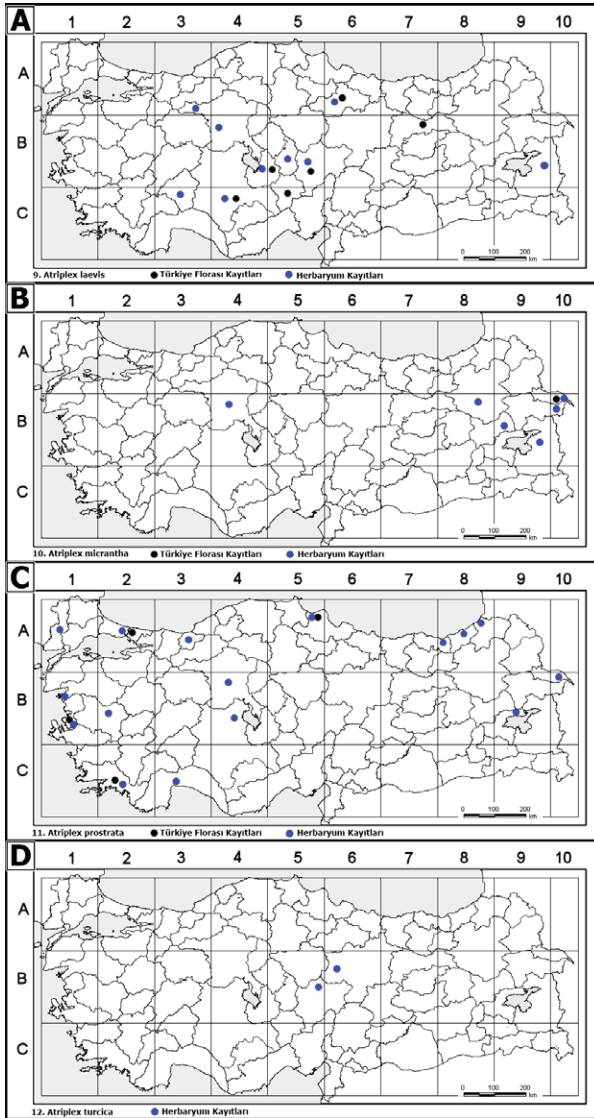 A
1 2 3 4 5 6 7 8 9 10
A
B
C
0 100 200
km
9. Atriplex laevis Türkiye Florası Kayıtları Herbaryum Kayıtları
B
1 2 3 4 5 6 7 8 9 10
A
B
C
0 100 200
km
10. Atriplex micrantha Türkiye Florası Kayıtları Herbaryum Kayıtları
C
1 2 3 4 5 6 7 8 9 10
A
B
C
0 100 200
km
11. Atriplex prostrata Türkiye Florası Kayıtları Herbaryum Kayıtları
D
1 2 3 4 5 6 7 8 9 10
A
B
C
0 100 200
km
12. Atriplex turcica Herbaryum Kayıtları